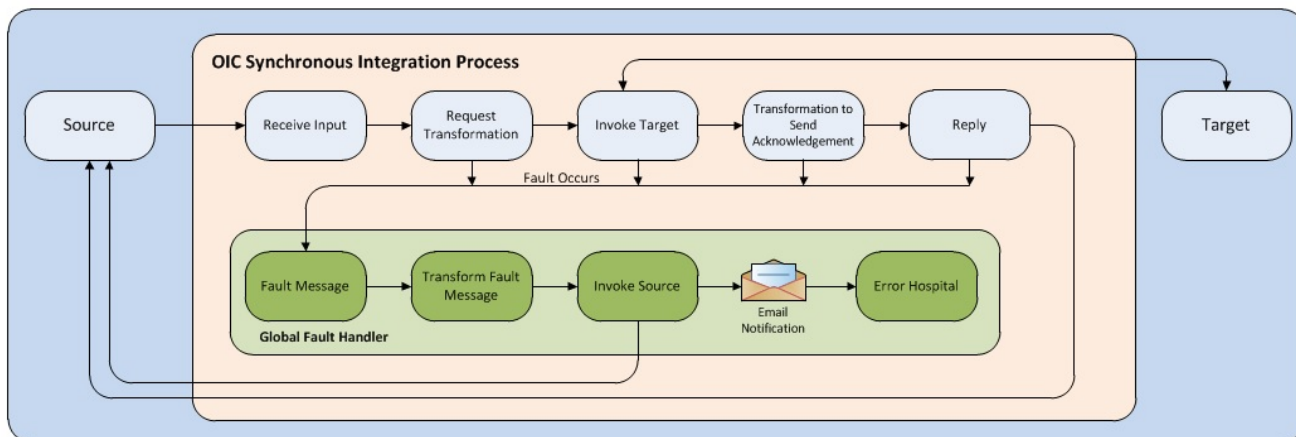 OIC Synchronous Integration Process
Source
Receive Input
Request
Transformation
Invoke Target
Transformation to
Send
Acknowledgement
Reply
Target
Fault Occurs
Fault Message
Transform Fault
Message
Invoke Source
Email
Notification
Error Hospital
Global Fault Handler